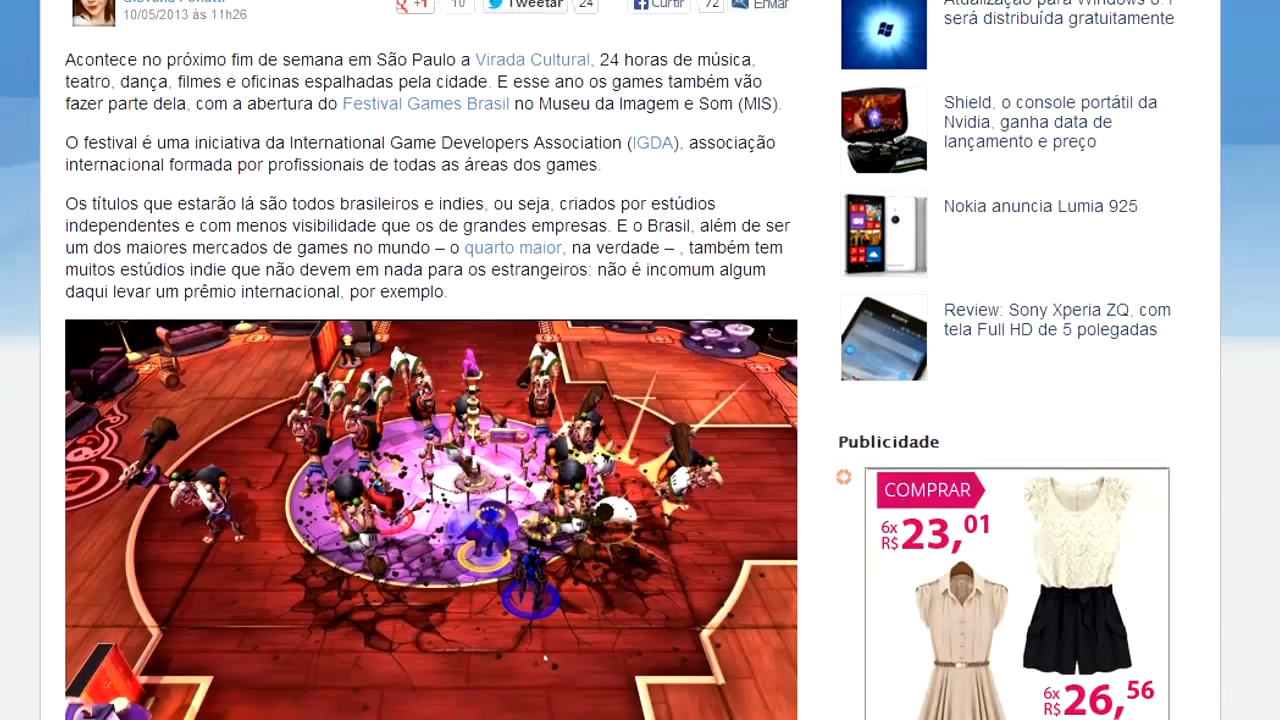 10/05/2013 às 11h26
+1 10 Tweetar 24 Curtir 72 Enviar
Acontece no próximo fim de semana em São Paulo a Virada Cultural, 24 horas de música,
teatro, dança, filmes e oficinas espalhadas pela cidade. E esse ano os games também vão
fazer parte dela, com a abertura do Festival Games Brasil no Museu da Imagem e Som (MIS).
O festival é uma iniciativa da International Game Developers Association (IGDA), associação
internacional formada por profissionais de todas as áreas dos games.
Os títulos que estarão lá são todos brasileiros e indies, ou seja, criados por estúdios
independentes e com menos visibilidade que os de grandes empresas. E o Brasil, além de ser
um dos maiores mercados de games no mundo – o quarto maior, na verdade – , também tem
muitos estúdios indie que não devem em nada para os estrangeiros: não é incomum algum
daqui levar um prêmio internacional, por exemplo.
Atualização para Windows 8.1
será distribuída gratuitamente
Shield, o console portátil da
Nvidia, ganha data de
lançamento e preço
Nokia anuncia Lumia 925
Review: Sony Xperia ZQ, com
tela Full HD de 5 polegadas
Publicidade
COMPRAR
6x
R$ 23,01
6x
R$ 26,56